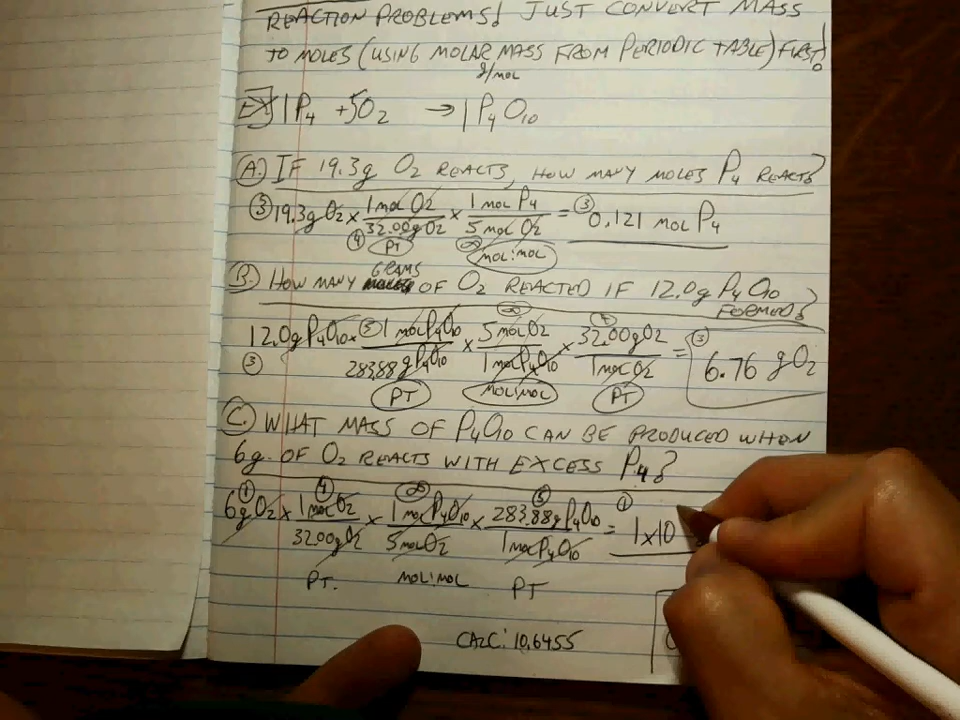 REACTION PROBLEMS! JUST CONVERT MASS
TO MOLES (USING MOLAR MASS FROM PERIODIC TABLE) FIRST!
g/mol
EX 1P₄ + 5O₂ → 1P₄O₁₀
A. IF 19.3g O₂ REACTS, HOW MANY MOLES P₄ REACTS?
③ 19.3g O₂ × 1 mol O₂ / 32.00g O₂ × 1 mol P₄ / 5 mol O₂ = ③ 0.121 mol P₄
④ PT ∞ MOL:MOL
B. HOW MANY GRAMS OF O₂ REACTED IF 12.0g P₄O₁₀
FORMED?
12.0g P₄O₁₀ × ⑤ 1 mol P₄O₁₀ / 283.88g P₄O₁₀ × ∞ 5 mol O₂ / 1 mol P₄O₁₀ × ④ 32.00g O₂ / 1 mol O₂ = ③ 6.76 g O₂
③ PT MOL:MOL PT
C. WHAT MASS OF P₄O₁₀ CAN BE PRODUCED WHEN
6g OF O₂ REACTS WITH EXCESS P₄?
① ④ ∞ ⑤ ①
6g O₂ × 1 mol O₂ / 32.00g O₂ × 1 mol P₄O₁₀ / 5 mol O₂ × 283.88g P₄O₁₀ / 1 mol P₄O₁₀ = 1×10
PT. MOL:MOL PT
CALC: 10.6455